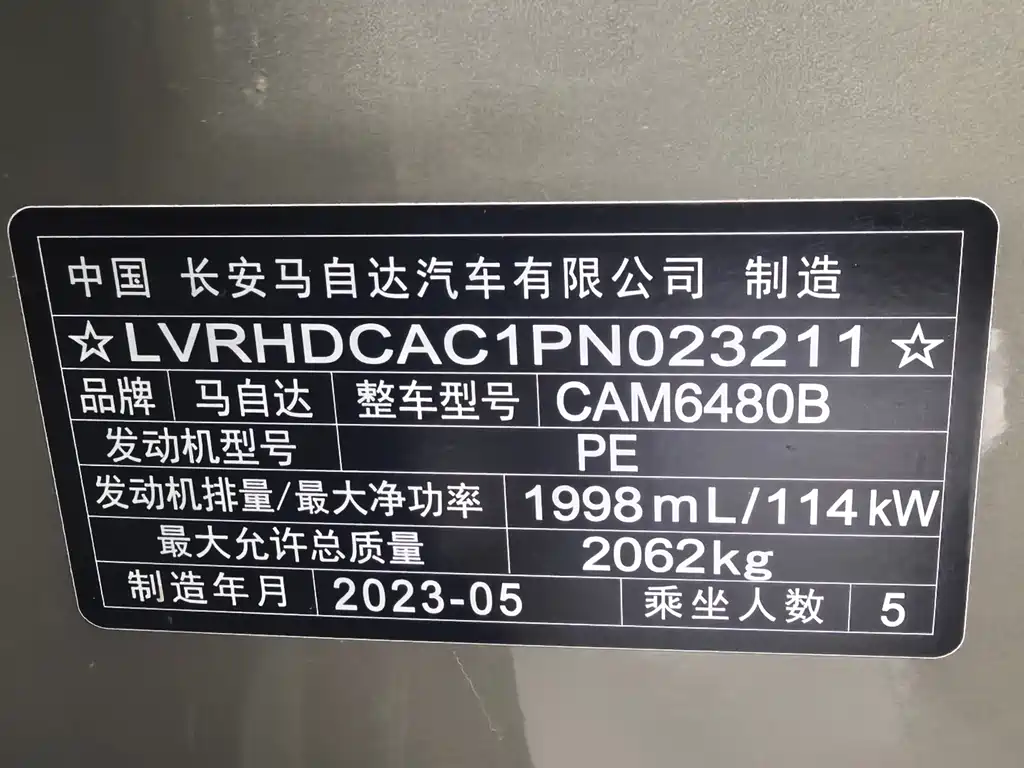 中国 长安马自达汽车有限公司 制造
☆LVRHDCAC1PN023211☆
品牌 马自达 整车型号 CAM6480B
发动机型号 PE
发动机排量/最大净功率 1998mL/114kW
最大允许总质量 2062kg
制造年月 2023-05 乘坐人数 5